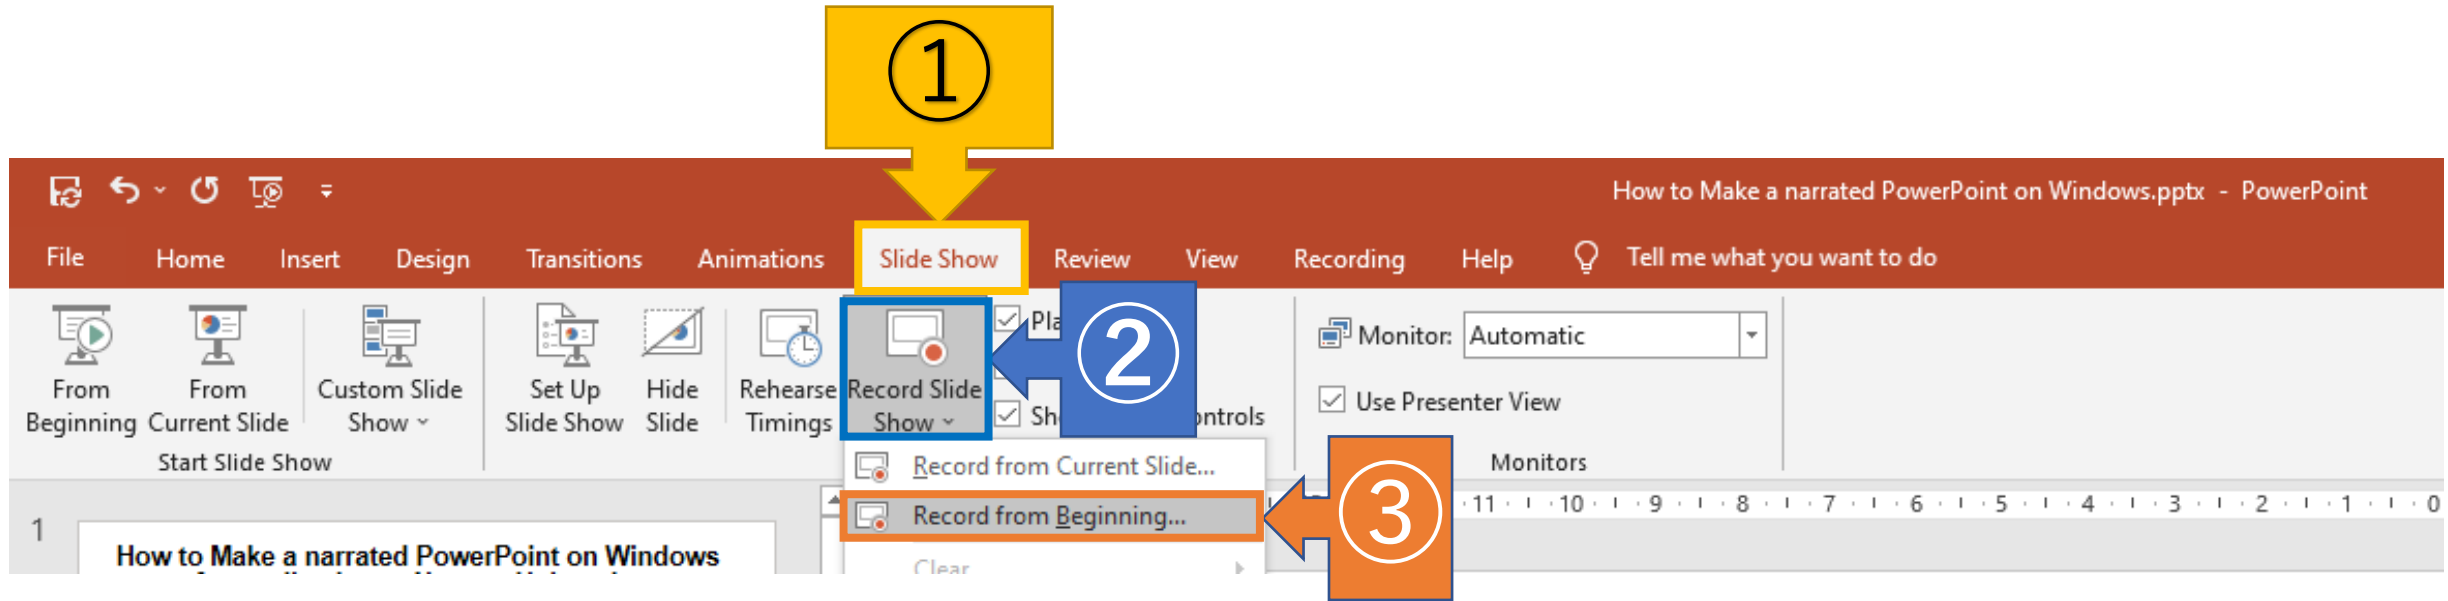 ①
How to Make a narrated PowerPoint on Windows.pptx - PowerPoint
File Home Insert Design Transitions Animations Slide Show Review View Recording Help Tell me what you want to do
②
From Beginning
From Current Slide
Custom Slide Show
Set Up Slide Show
Hide Slide
Rehearse Timings
Record Slide Show
Monitor: Automatic
Use Presenter View
Start Slide Show
Monitors
Record from Current Slide...
③
Record from Beginning...
Clear
11 10 9 8 7 6 5 4 3 2 1 0
1
How to Make a narrated PowerPoint on Windows